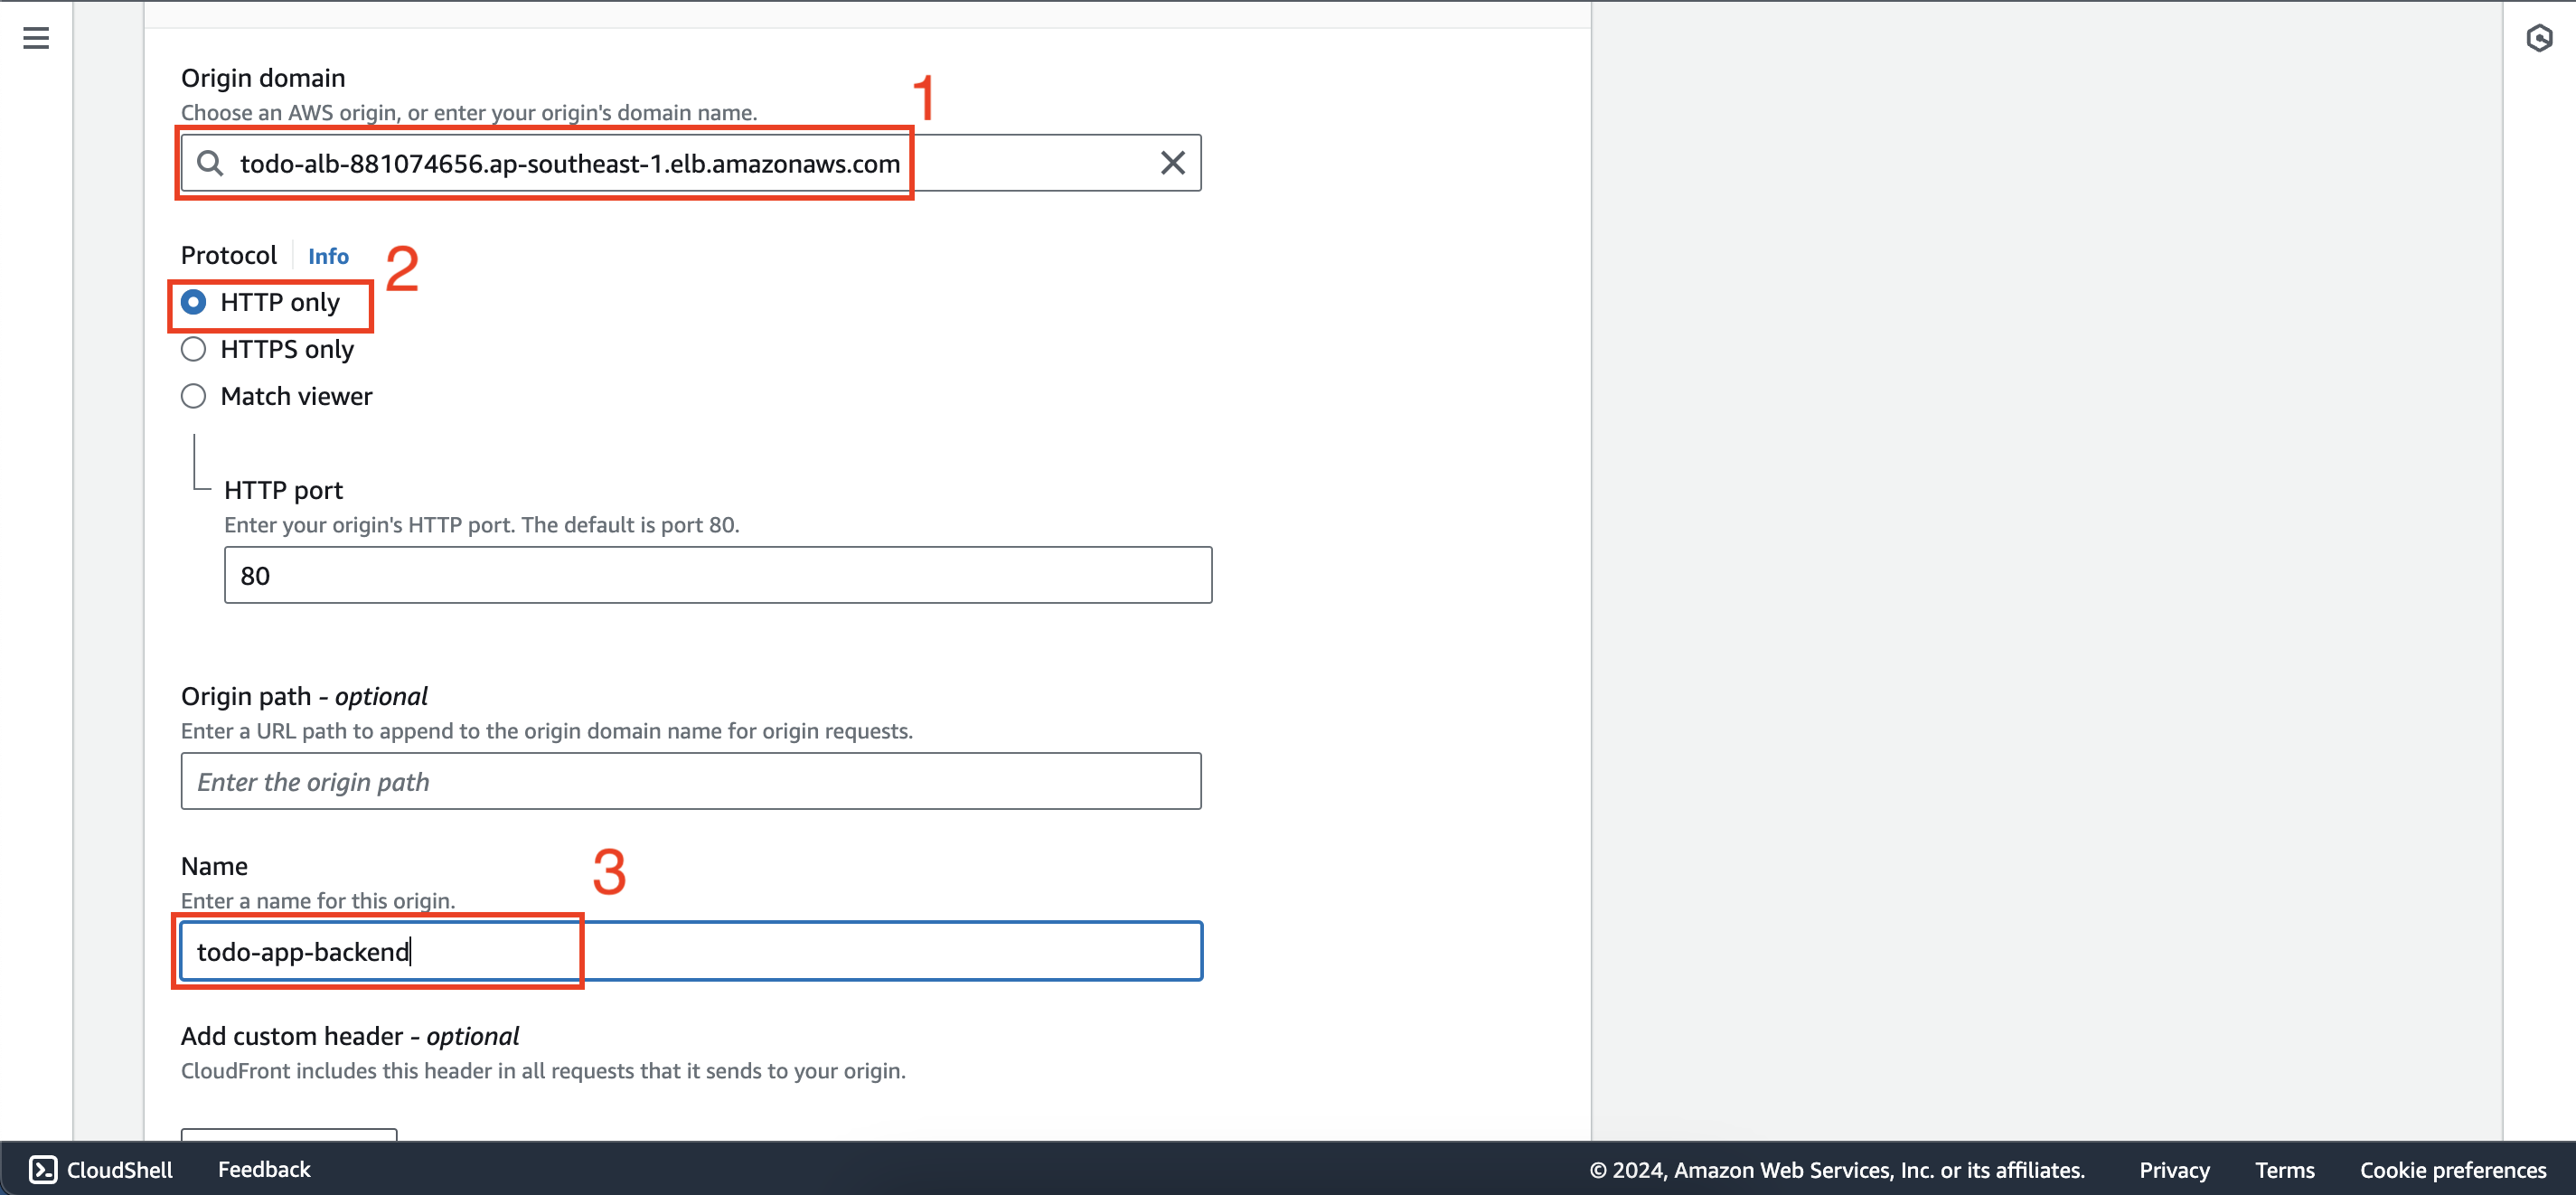 Origin domain
1
Choose an AWS origin, or enter your origin's domain name.
todo-alb-881074656.ap-southeast-1.elb.amazonaws.com
Protocol Info
2
HTTP only
HTTPS only
Match viewer
HTTP port
Enter your origin's HTTP port. The default is port 80.
80
Origin path - optional
Enter a URL path to append to the origin domain name for origin requests.
Enter the origin path
Name
3
Enter a name for this origin.
todo-app-backend
Add custom header - optional
CloudFront includes this header in all requests that it sends to your origin.
CloudShell Feedback © 2024, Amazon Web Services, Inc. or its affiliates. Privacy Terms Cookie preferences